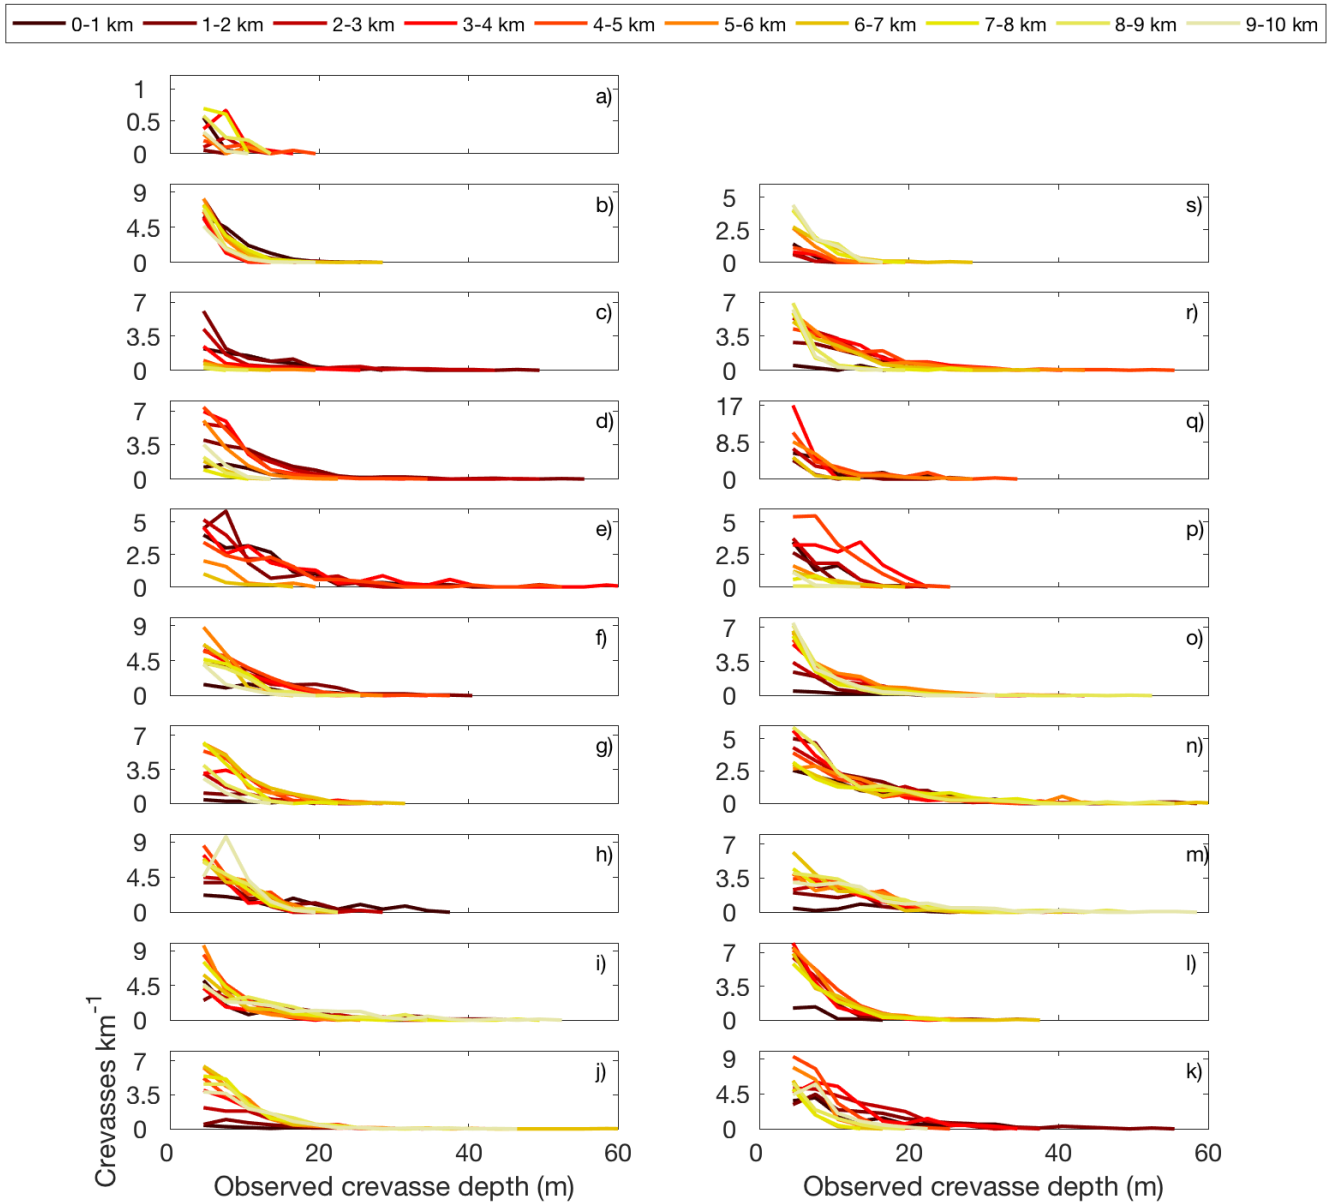 0-1 km 1-2 km 2-3 km 3-4 km 4-5 km 5-6 km 6-7 km 7-8 km 8-9 km 9-10 km
1
0.5
0
a)
9
4.5
0
b)
7
3.5
0
c)
7
3.5
0
d)
5
2.5
0
e)
9
4.5
0
f)
7
3.5
0
g)
9
4.5
0
h)
9
4.5
0
i)
7
3.5
0
j)
0 20 40 60
Observed crevasse depth (m)
Crevasses km⁻¹
5
2.5
0
s)
7
3.5
0
r)
17
8.5
0
q)
5
2.5
0
p)
7
3.5
0
o)
5
2.5
0
n)
7
3.5
0
m)
7
3.5
0
l)
9
4.5
0
k)
0 20 40 60
Observed crevasse depth (m)